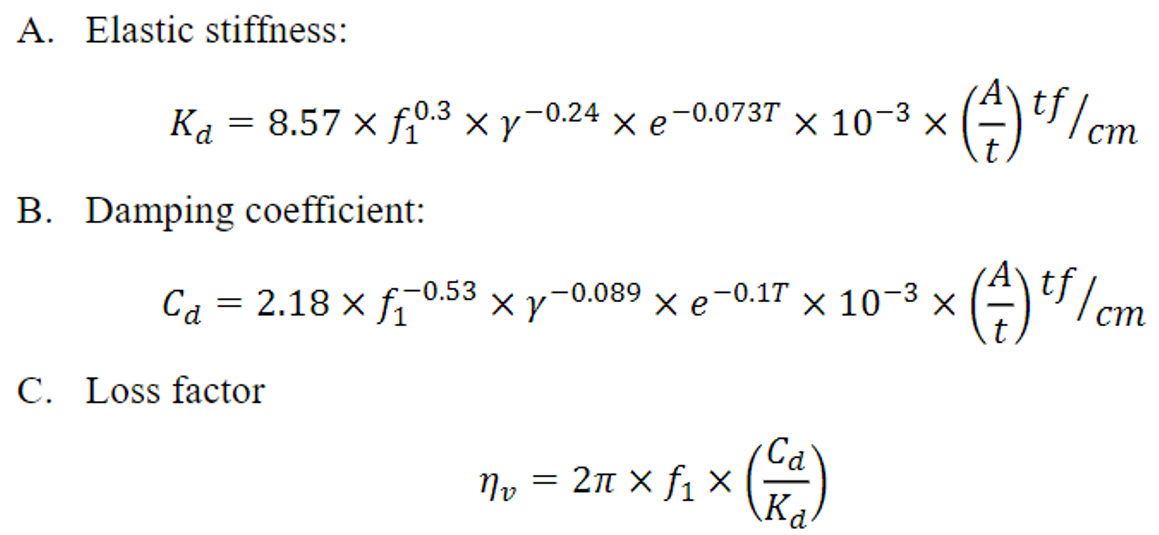 A. Elastic stiffness:
K_d = 8.57 × f_1^{0.3} × γ^{−0.24} × e^{−0.073T} × 10^{−3} × (A/t) tf/cm
B. Damping coefficient:
C_d = 2.18 × f_1^{−0.53} × γ^{−0.089} × e^{−0.1T} × 10^{−3} × (A/t) tf/cm
C. Loss factor
η_v = 2π × f_1 × (C_d/K_d)